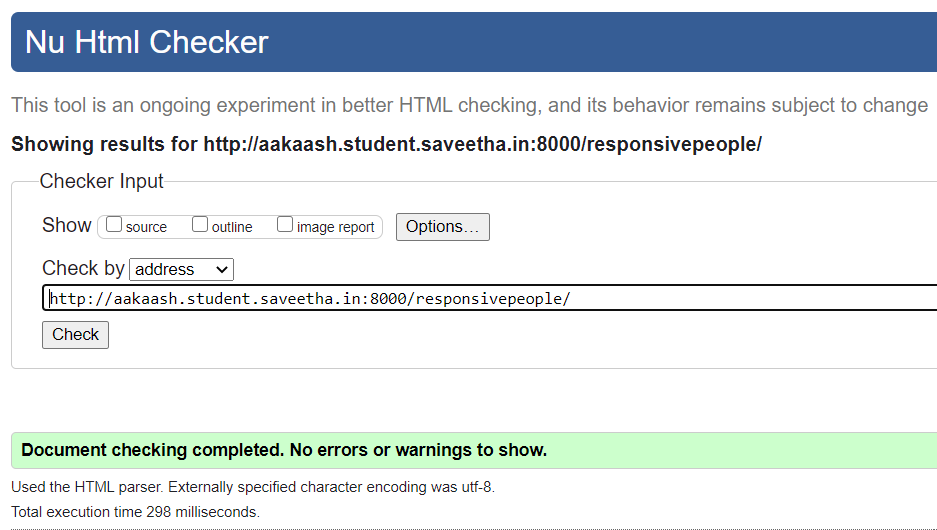 Nu Html Checker
This tool is an ongoing experiment in better HTML checking, and its behavior remains subject to change
Showing results for http://aakaash.student.saveetha.in:8000/responsivepeople/
Checker Input
Show source outline image report Options…
Check by address
http://aakaash.student.saveetha.in:8000/responsivepeople/
Check
Document checking completed. No errors or warnings to show.
Used the HTML parser. Externally specified character encoding was utf-8.
Total execution time 298 milliseconds.